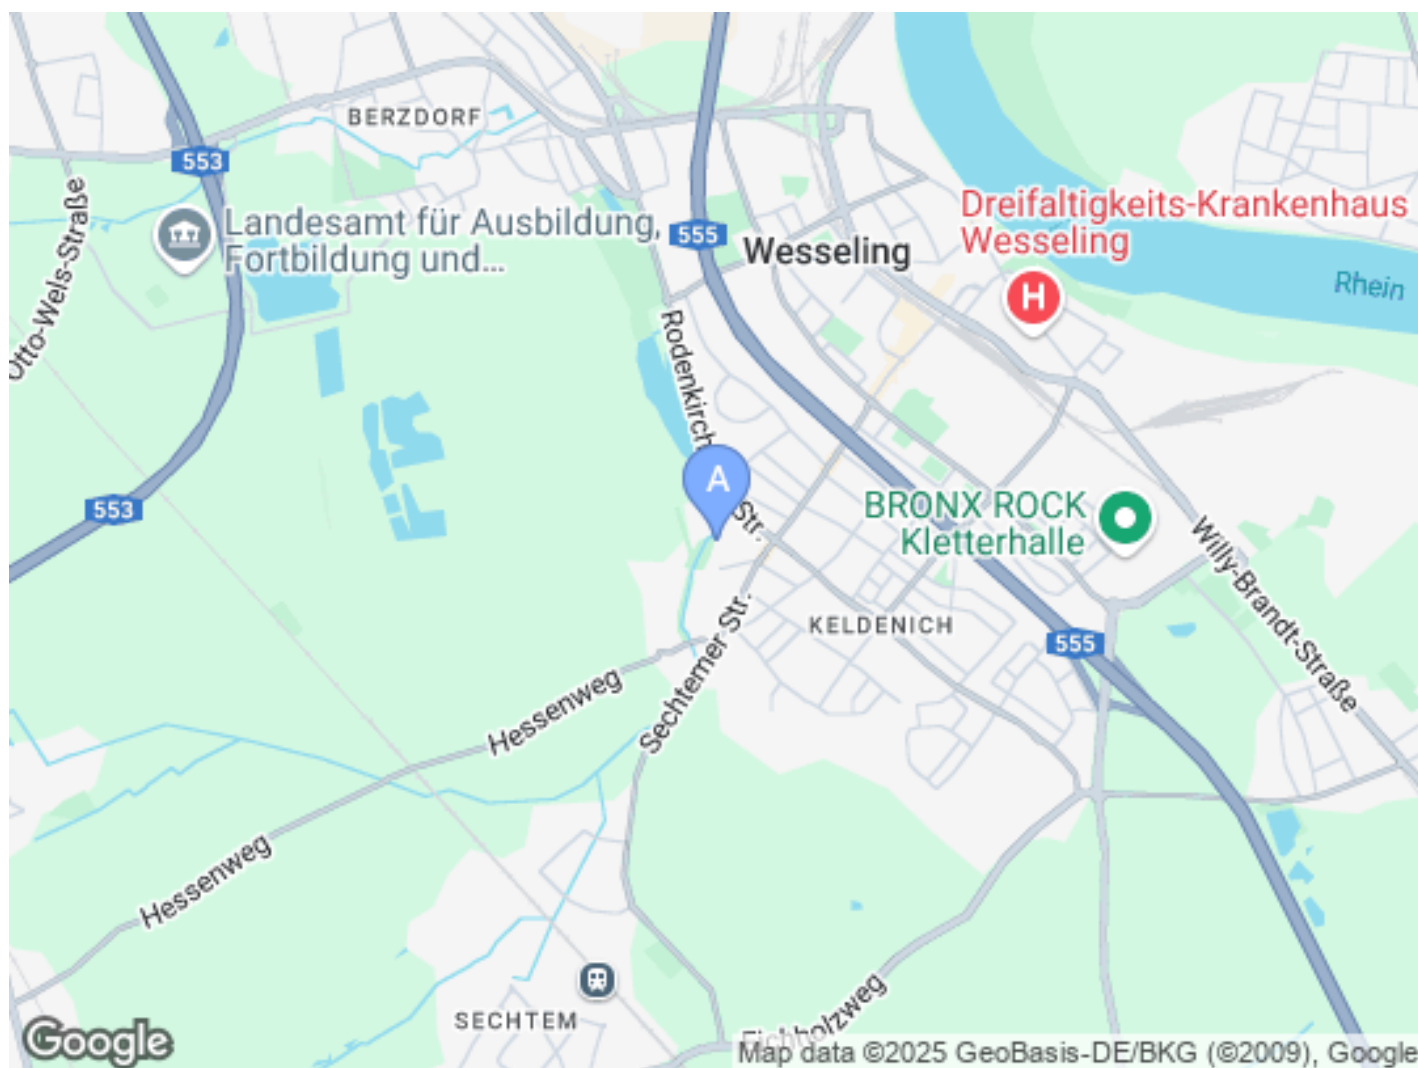 BERZDORF
553
Otto-Wels-Straße
Landesamt für Ausbildung,
Fortbildung und...
555
Wesseling
Dreifaltigkeits-Krankenhaus
Wesseling
H
Rhein
Rodenkirch
Str.
A
553
BRONX ROCK
Kletterhalle
Willy-Brandt-Straße
KELDENICH
555
Sechtemer Str.
Hessenweg
Hessenweg
SECHTEM
Eichholzweg
Google
Map data ©2025 GeoBasis-DE/BKG (©2009), Google